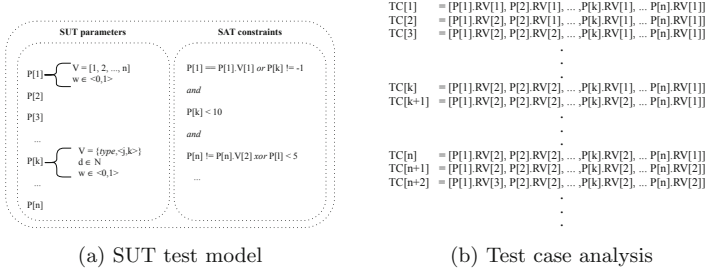 SUT parameters
SAT constraints
P[1]
V = [1, 2, ..., n]
w ∈ <0,1>
P[2]
P[3]
...
P[k]
V = {type,<j,k>}
d ∈ N
w ∈ <0,1>
...
P[n]
P[1] == P[1].V[1] or P[k] != -1
and
P[k] < 10
and
P[n] != P[n].V[2] xor P[l] < 5
...
(a) SUT test model
TC[1] = [P[1].RV[1], P[2].RV[1], ... ,P[k].RV[1], ... P[n].RV[1]]
TC[2] = [P[1].RV[2], P[2].RV[1], ... ,P[k].RV[1], ... P[n].RV[1]]
TC[3] = [P[1].RV[2], P[2].RV[2], ... ,P[k].RV[1], ... P[n].RV[1]]
.
.
.
TC[k] = [P[1].RV[2], P[2].RV[2], ... ,P[k].RV[1], ... P[n].RV[1]]
TC[k+1] = [P[1].RV[2], P[2].RV[2], ... ,P[k].RV[2], ... P[n].RV[1]]
.
.
.
TC[n] = [P[1].RV[2], P[2].RV[2], ... ,P[k].RV[2], ... P[n].RV[1]]
TC[n+1] = [P[1].RV[2], P[2].RV[2], ... ,P[k].RV[2], ... P[n].RV[2]]
TC[n+2] = [P[1].RV[3], P[2].RV[2], ... ,P[k].RV[2], ... P[n].RV[2]]
.
.
.
(b) Test case analysis